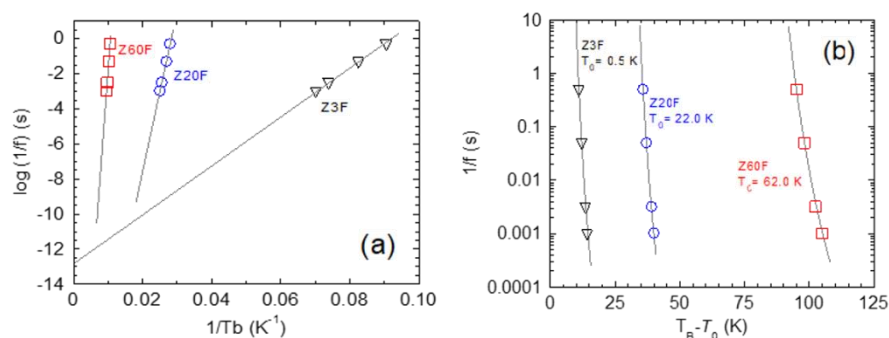 0
-2
-4
-6
-8
-10
-12
-14
log (1/f) (s)
Z60F
Z20F
Z3F
(a)
0 0.02 0.04 0.06 0.08 0.10
1/Tb (K⁻¹)
10
1
0.1
0.01
0.001
0.0001
1/f (s)
(b)
Z3F
T₀= 0.5 K
Z20F
T₀= 22.0 K
Z60F
T₀= 62.0 K
0 25 50 75 100 125
T_B-T₀ (K)